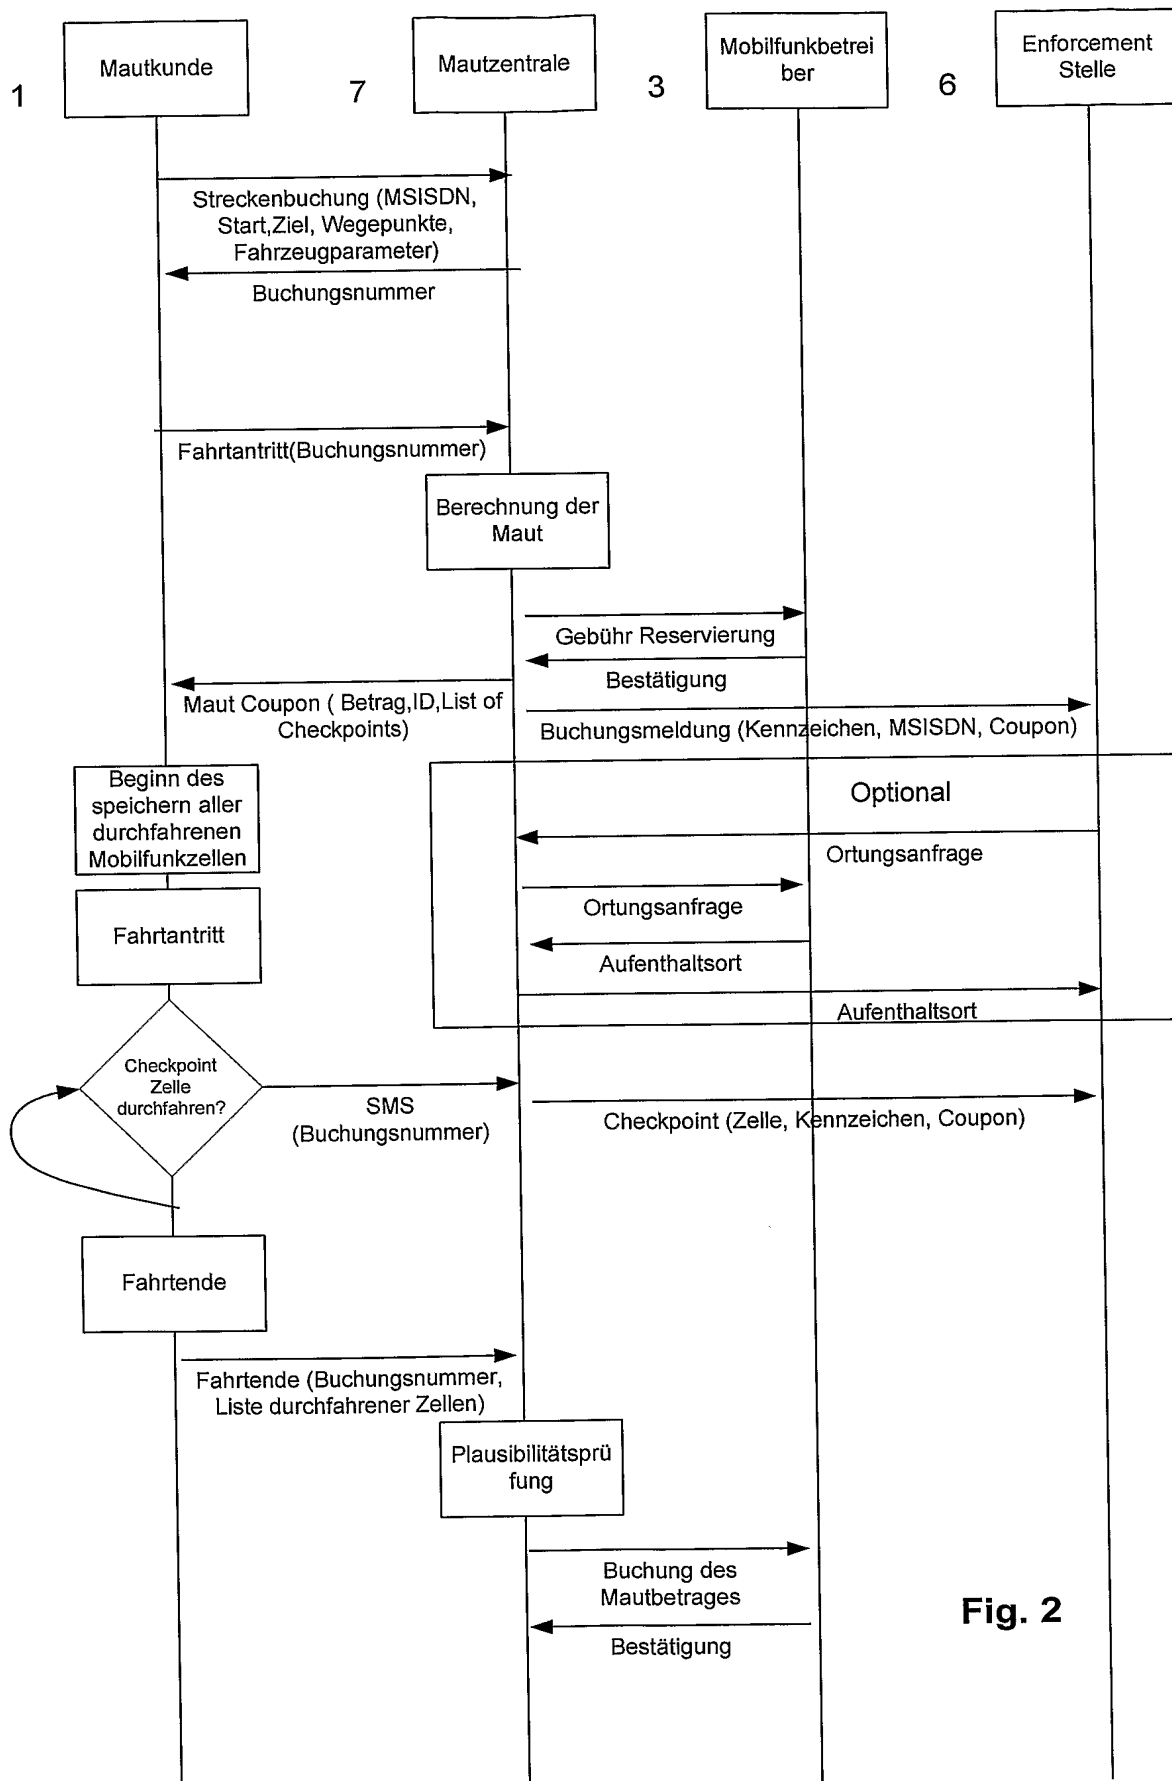 1
Mautkunde
7
Mautzentrale
3
Mobilfunkbetrei
ber
6
Enforcement
Stelle
Streckenbuchung (MSISDN,
Start,Ziel, Wegepunkte,
Fahrzeugparameter)
Buchungsnummer
Fahrtantritt(Buchungsnummer)
Berechnung der
Maut
Gebühr Reservierung
Bestätigung
Maut Coupon ( Betrag,ID,List of
Checkpoints)
Buchungsmeldung (Kennzeichen, MSISDN, Coupon)
Beginn des
speichern aller
durchfahrenen
Mobilfunkzellen
Optional
Ortungsanfrage
Ortungsanfrage
Fahrtantritt
Aufenthaltsort
Aufenthaltsort
Checkpoint
Zelle
durchfahren?
SMS
(Buchungsnummer)
Checkpoint (Zelle, Kennzeichen, Coupon)
Fahrtende
Fahrtende (Buchungsnummer,
Liste durchfahrener Zellen)
Plausibilitätsprü
fung
Buchung des
Mautbetrages
Bestätigung
Fig. 2